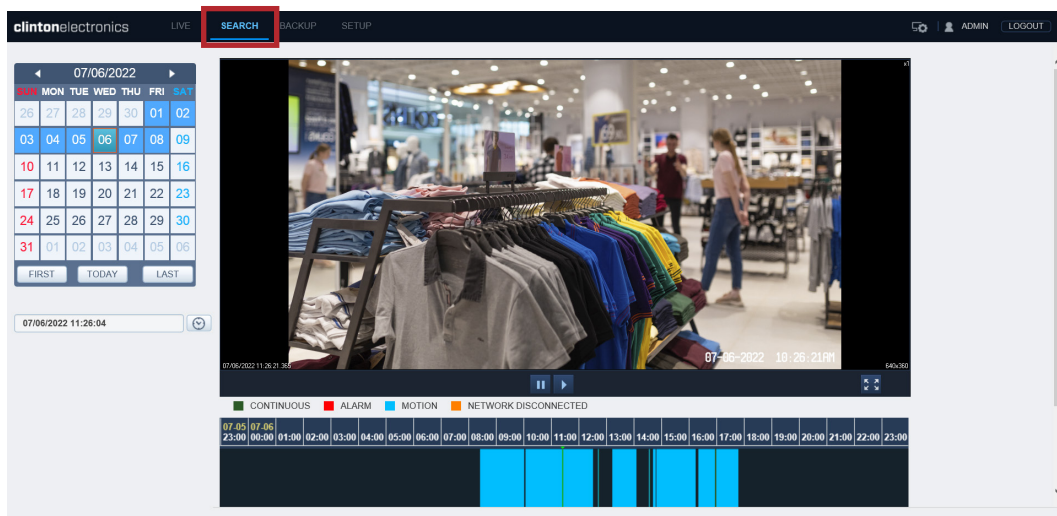 clintonelectronics LIVE SEARCH BACKUP SETUP ADMIN LOGOUT
07/06/2022
SUN MON TUE WED THU FRI SAT
26 27 28 29 30 01 02
03 04 05 06 07 08 09
10 11 12 13 14 15 16
17 18 19 20 21 22 23
24 25 26 27 28 29 30
31 01 02 03 04 05 06
FIRST TODAY LAST
07/06/2022 11:26:04
x1
07-06-2022 10:26:21AM
07/06/2022 11:26:21.365 640x360
CONTINUOUS ALARM MOTION NETWORK DISCONNECTED
07-05 07-06
23:00 00:00 01:00 02:00 03:00 04:00 05:00 06:00 07:00 08:00 09:00 10:00 11:00 12:00 13:00 14:00 15:00 16:00 17:00 18:00 19:00 20:00 21:00 22:00 23:00